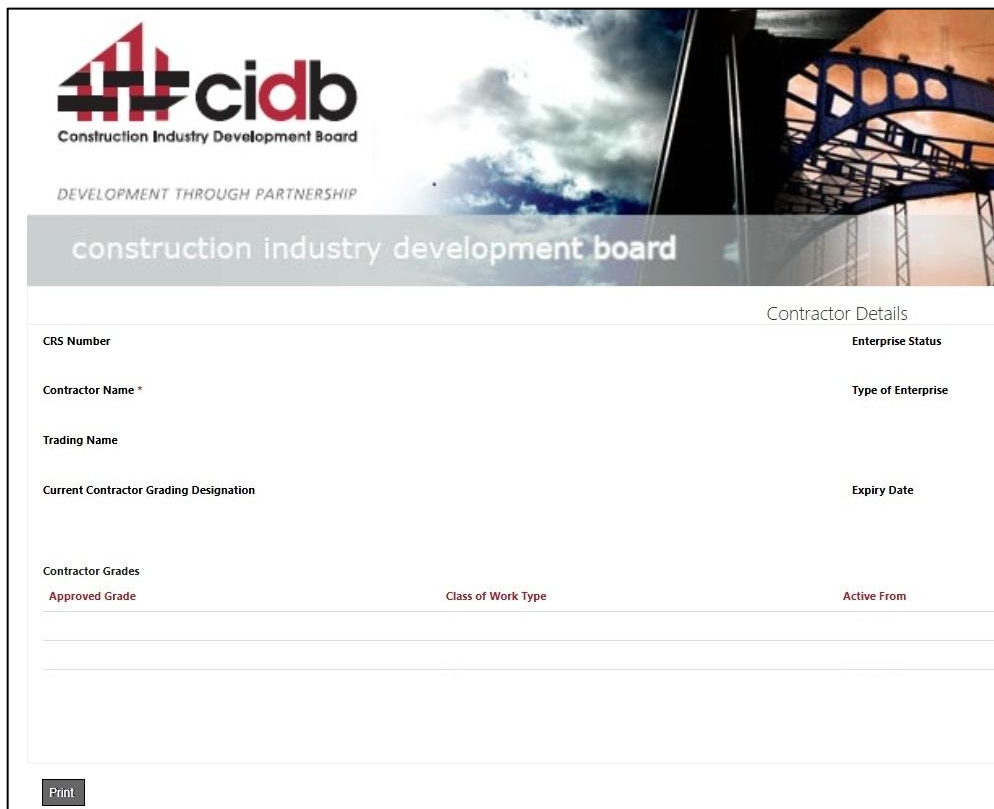 cidb
Construction Industry Development Board
DEVELOPMENT THROUGH PARTNERSHIP
construction industry development board
Contractor Details
CRS Number
Enterprise Status
Contractor Name *
Type of Enterprise
Trading Name
Current Contractor Grading Designation
Expiry Date
Contractor Grades
Approved Grade
Class of Work Type
Active From
Print